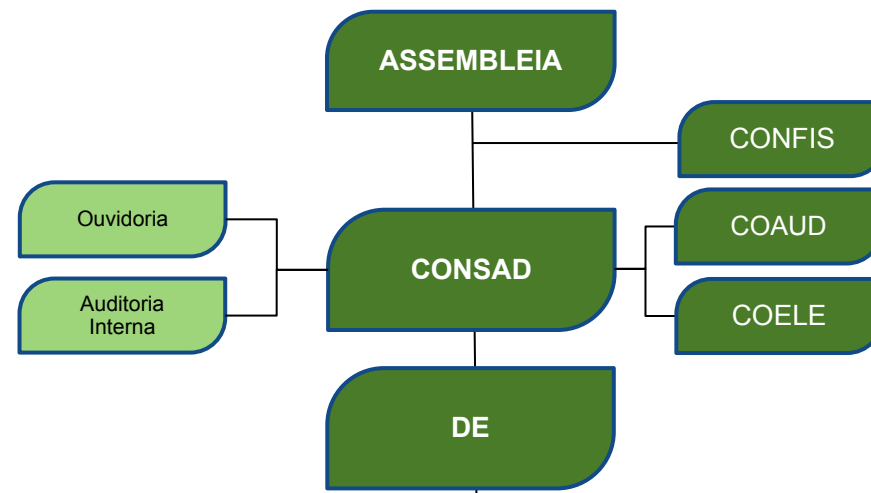 ASSEMBLEIA
CONFIS
Ouvidoria
COAUD
CONSAD
Auditoria
Interna
COELE
DE